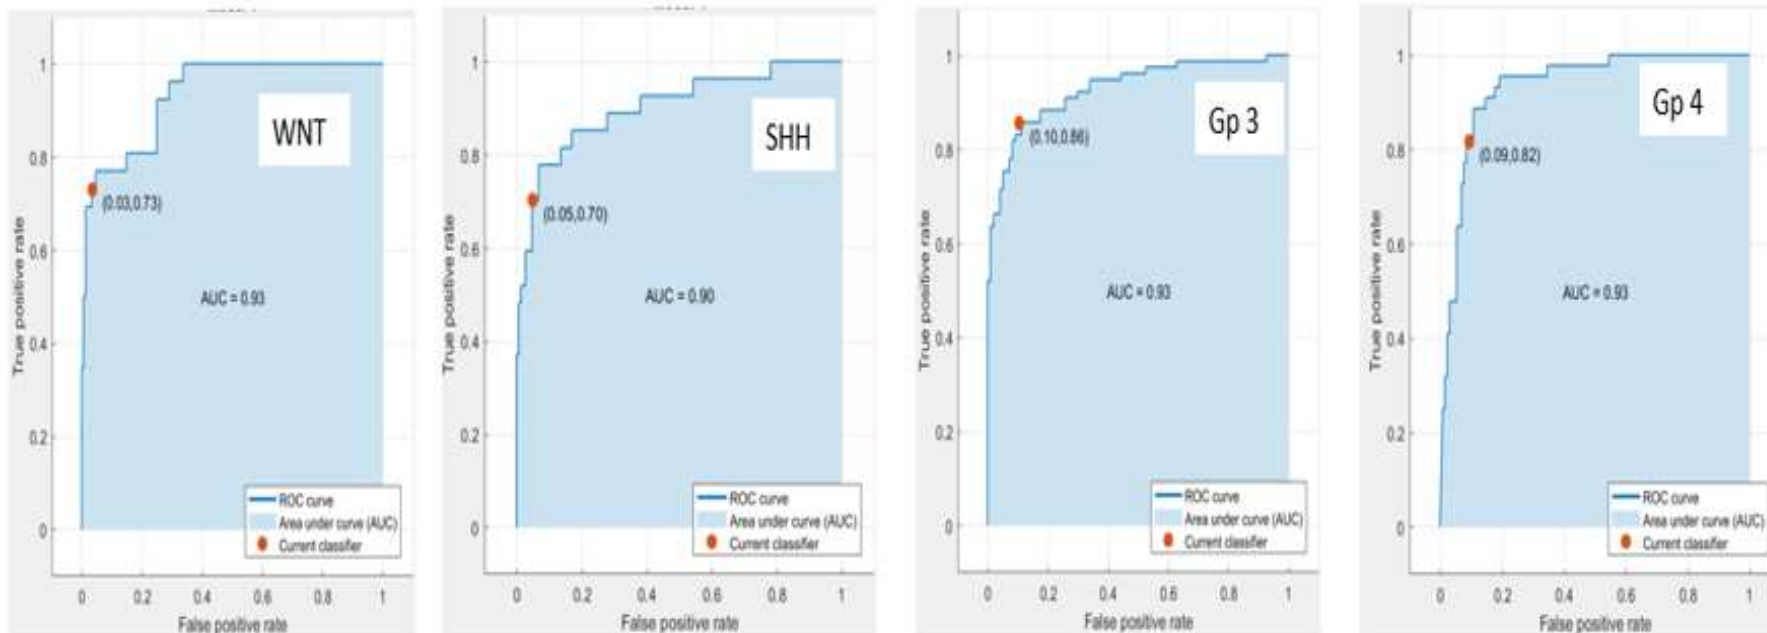 True positive rate
1
0.8
0.6
0.4
0.2
0
WNT
(0.03,0.73)
AUC = 0.93
ROC curve
Area under curve (AUC)
Current classifier
0 0.2 0.4 0.6 0.8 1
False positive rate
True positive rate
1
0.8
0.6
0.4
0.2
0
SHH
(0.05,0.70)
AUC = 0.90
ROC curve
Area under curve (AUC)
Current classifier
0 0.2 0.4 0.6 0.8 1
False positive rate
True positive rate
1
0.8
0.6
0.4
0.2
0
Gp 3
(0.10,0.86)
AUC = 0.93
ROC curve
Area under curve (AUC)
Current classifier
0 0.2 0.4 0.6 0.8 1
False positive rate
True positive rate
1
0.8
0.6
0.4
0.2
0
Gp 4
(0.09,0.82)
AUC = 0.93
ROC curve
Area under curve (AUC)
Current classifier
0 0.2 0.4 0.6 0.8 1
False positive rate